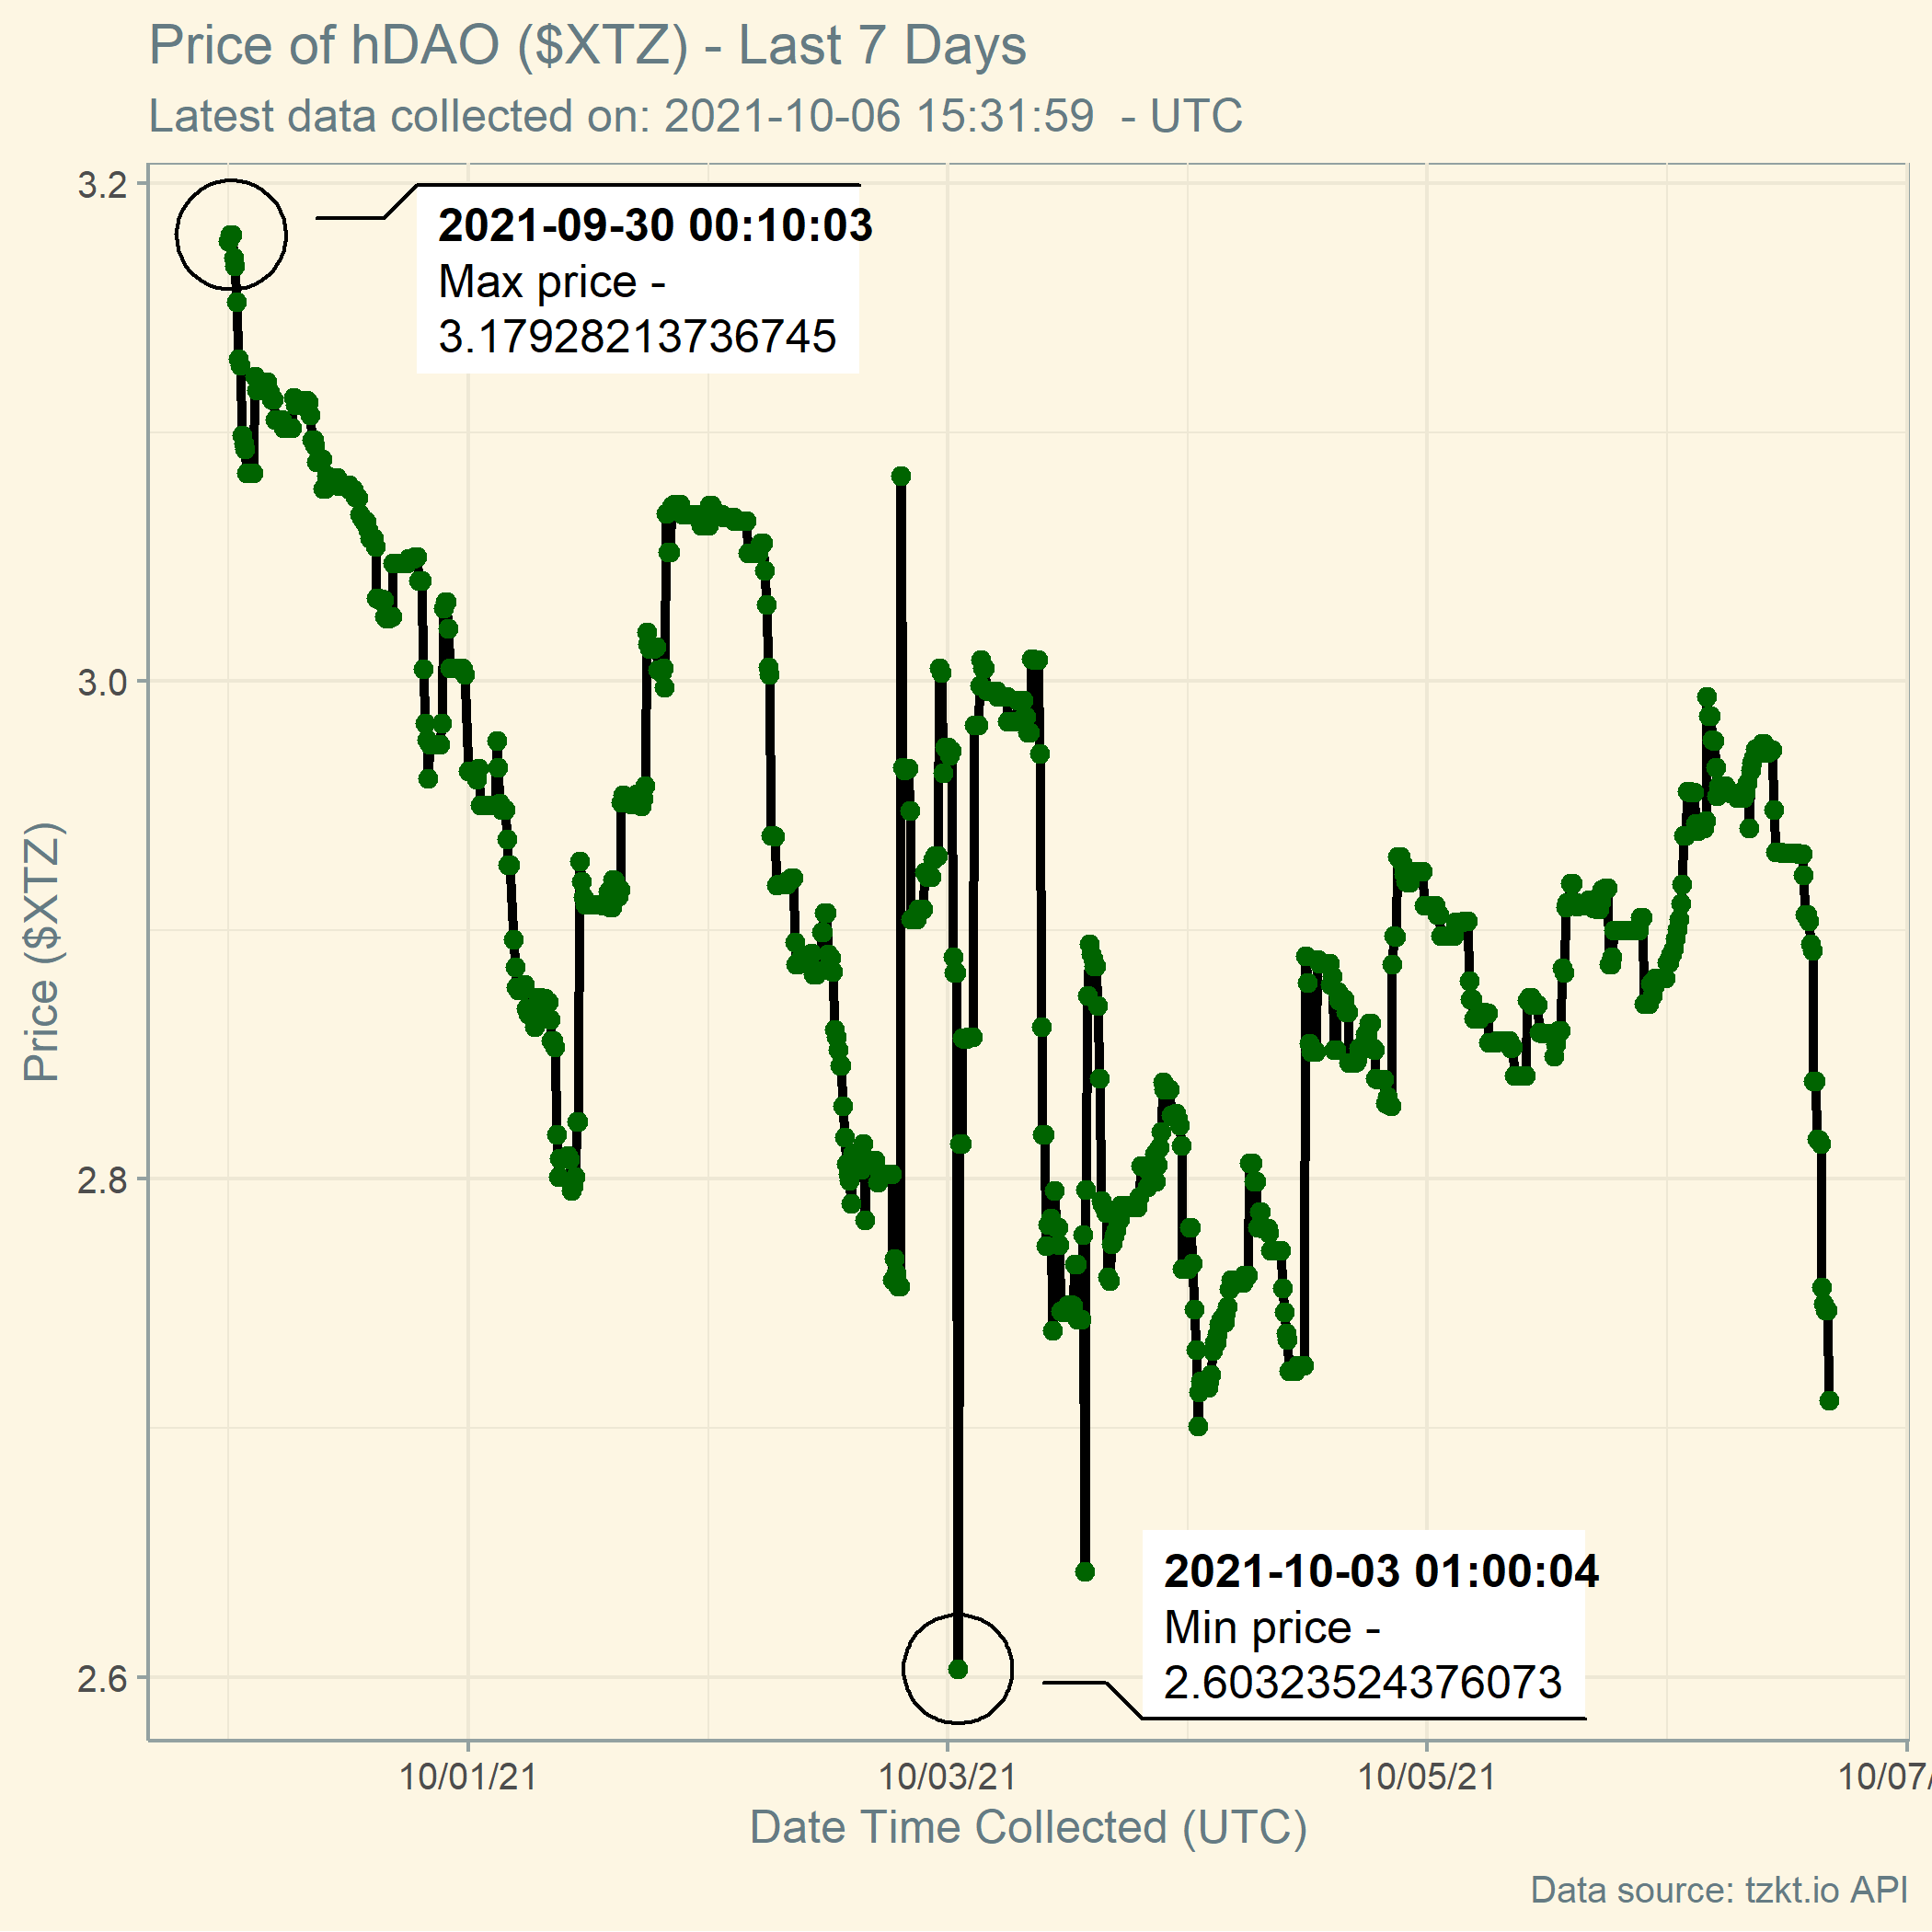 Price of hDAO ($XTZ) - Last 7 Days
Latest data collected on: 2021-10-06 15:31:59  - UTC
3.2
3.0
2.8
2.6
Price ($XTZ)
2021-09-30 00:10:03
Max price -
3.17928213736745
2021-10-03 01:00:04
Min price -
2.60323524376073
10/01/21
10/03/21
10/05/21
10/07/
Date Time Collected (UTC)
Data source: tzkt.io API